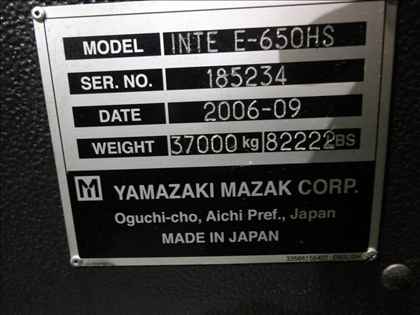 MODEL INTE E-650HS
SER. NO. 185234
DATE 2006-09
WEIGHT 37000 kg 82222 LBS
M YAMAZAKI MAZAK CORP.
Oguchi-cho, Aichi Pref., Japan
MADE IN JAPAN